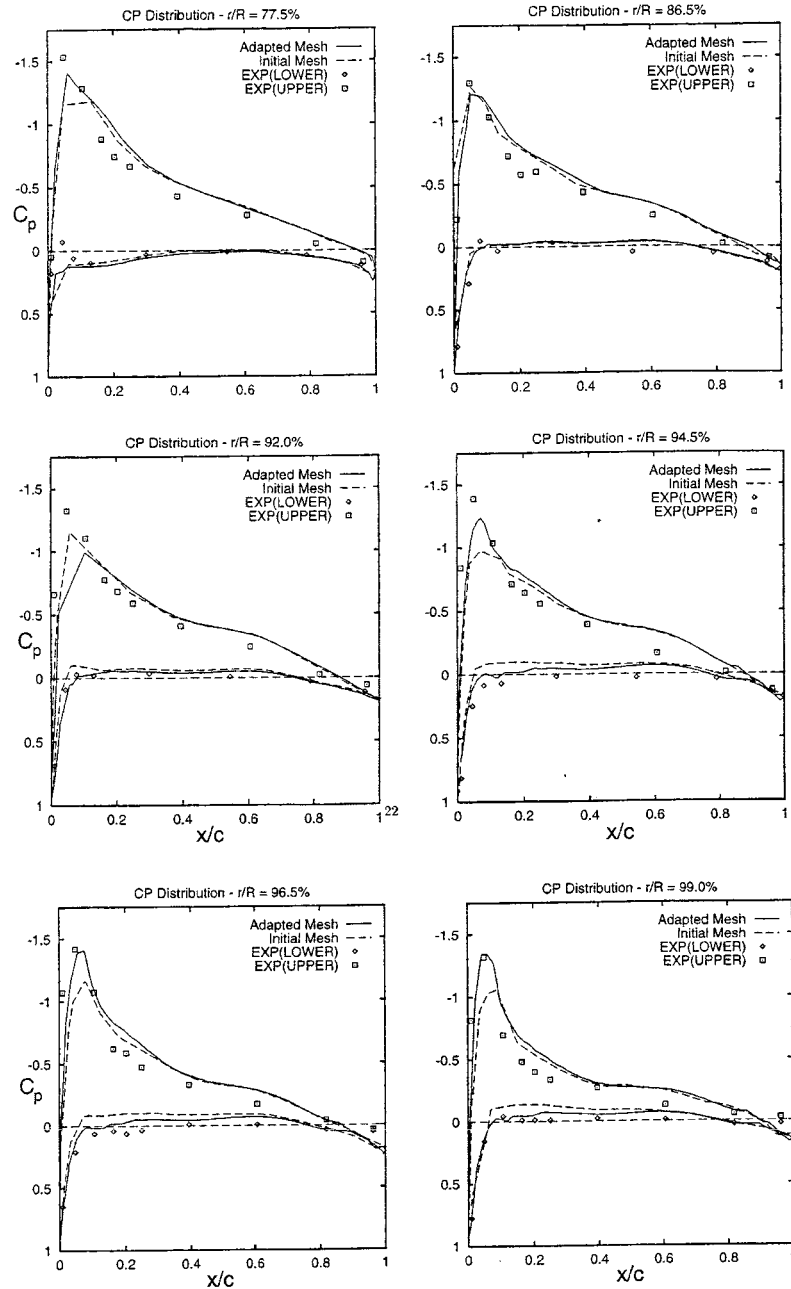 CP Distribution - r/R = 77.5%
Adapted Mesh
Initial Mesh
EXP(LOWER)
EXP(UPPER)
-1.5
-1
-0.5
Cp
0
0.5
1
0 0.2 0.4 0.6 0.8 1
CP Distribution - r/R = 86.5%
Adapted Mesh
Initial Mesh
EXP(LOWER)
EXP(UPPER)
-1.5
-1
-0.5
0
0.5
1
0 0.2 0.4 0.6 0.8 1
CP Distribution - r/R = 92.0%
Adapted Mesh
Initial Mesh
EXP(LOWER)
EXP(UPPER)
-1.5
-1
-0.5
Cp
0
0.5
1
0 0.2 0.4 0.6 0.8 1
22
x/c
CP Distribution - r/R = 94.5%
Adapted Mesh
Initial Mesh
EXP(LOWER)
EXP(UPPER)
-1.5
-1
-0.5
0
0.5
1
0 0.2 0.4 0.6 0.8 1
x/c
CP Distribution - r/R = 96.5%
Adapted Mesh
Initial Mesh
EXP(LOWER)
EXP(UPPER)
-1.5
-1
-0.5
Cp
0
0.5
1
0 0.2 0.4 0.6 0.8 1
x/c
CP Distribution - r/R = 99.0%
Adapted Mesh
Initial Mesh
EXP(LOWER)
EXP(UPPER)
-1.5
-1
-0.5
0
0.5
1
0 0.2 0.4 0.6 0.8 1
x/c